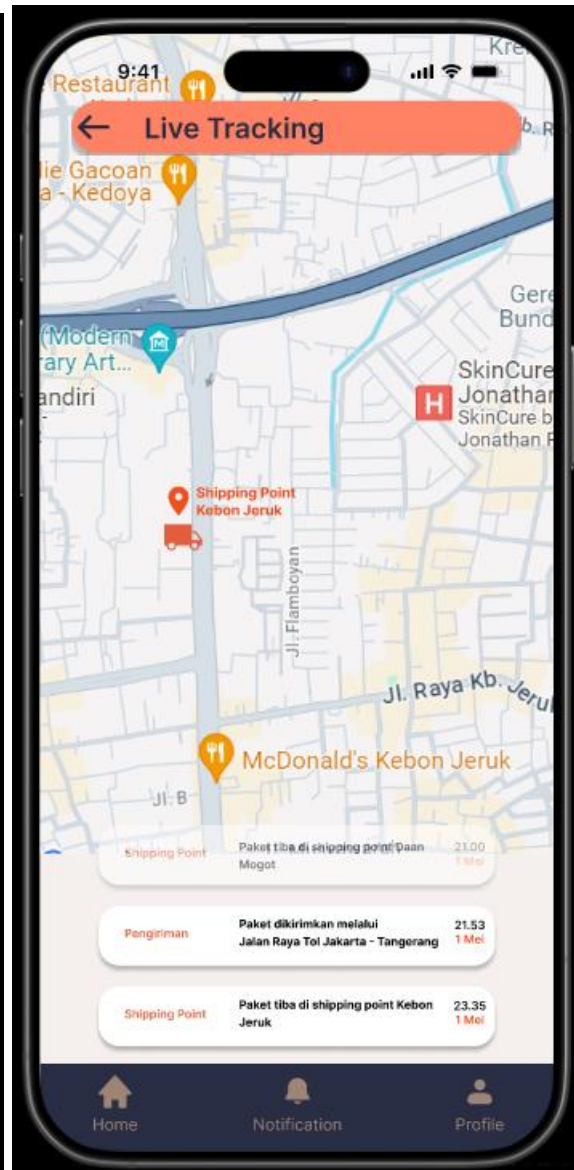 9:41
Kre
Restaurant
Live Tracking
b. R
ie Gacoan
a - Kedoya
Gere
Bund
(Modern
rary Art...
andiri
SkinCure
Jonathan
SkinCure b
Jonathan P
H
M
Shipping Point
Kebon Jeruk
Jl. Flamboyan
Jl. Raya Kb. Jeru
McDonald's Kebon Jeruk
Jl. B
Shipping Point
Paket tiba di shipping point Daan
Mogot
21.00
1 Mei
Pengiriman
Paket dikirimkan melalui
Jalan Raya Tol Jakarta - Tangerang
21.53
1 Mei
Shipping Point
Paket tiba di shipping point Kebon
Jeruk
23.35
1 Mei
Home
Notification
Profile